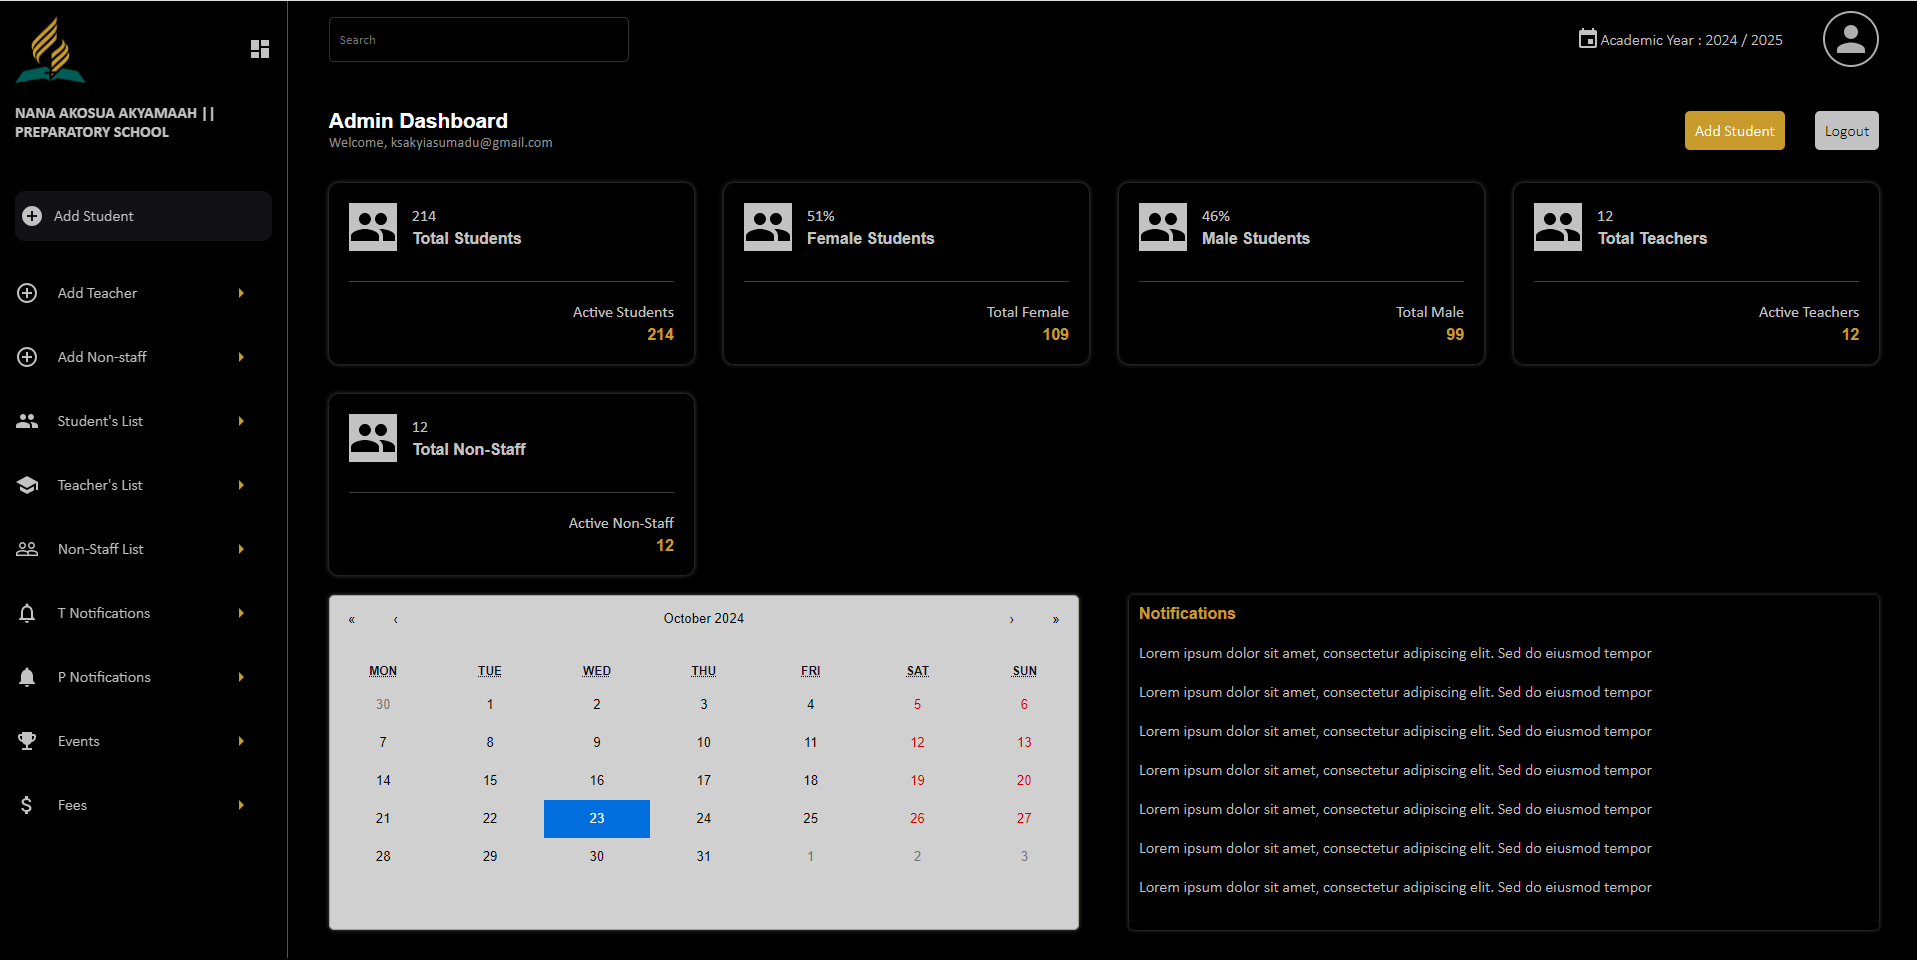 NANA AKOSUA AKYAMAAH ||
PREPARATORY SCHOOL
Add Student
Add Teacher
Add Non-staff
Student's List
Teacher's List
Non-Staff List
T Notifications
P Notifications
Events
Fees
Search
Academic Year : 2024 / 2025
Admin Dashboard
Welcome, ksakyiasumadu@gmail.com
Add Student
Logout
214
Total Students
Active Students
214
51%
Female Students
Total Female
109
46%
Male Students
Total Male
99
12
Total Teachers
Active Teachers
12
12
Total Non-Staff
Active Non-Staff
12
« ‹ October 2024 › »
MON TUE WED THU FRI SAT SUN
30 1 2 3 4 5 6
7 8 9 10 11 12 13
14 15 16 17 18 19 20
21 22 23 24 25 26 27
28 29 30 31 1 2 3
Notifications
Lorem ipsum dolor sit amet, consectetur adipiscing elit. Sed do eiusmod tempor
Lorem ipsum dolor sit amet, consectetur adipiscing elit. Sed do eiusmod tempor
Lorem ipsum dolor sit amet, consectetur adipiscing elit. Sed do eiusmod tempor
Lorem ipsum dolor sit amet, consectetur adipiscing elit. Sed do eiusmod tempor
Lorem ipsum dolor sit amet, consectetur adipiscing elit. Sed do eiusmod tempor
Lorem ipsum dolor sit amet, consectetur adipiscing elit. Sed do eiusmod tempor
Lorem ipsum dolor sit amet, consectetur adipiscing elit. Sed do eiusmod tempor